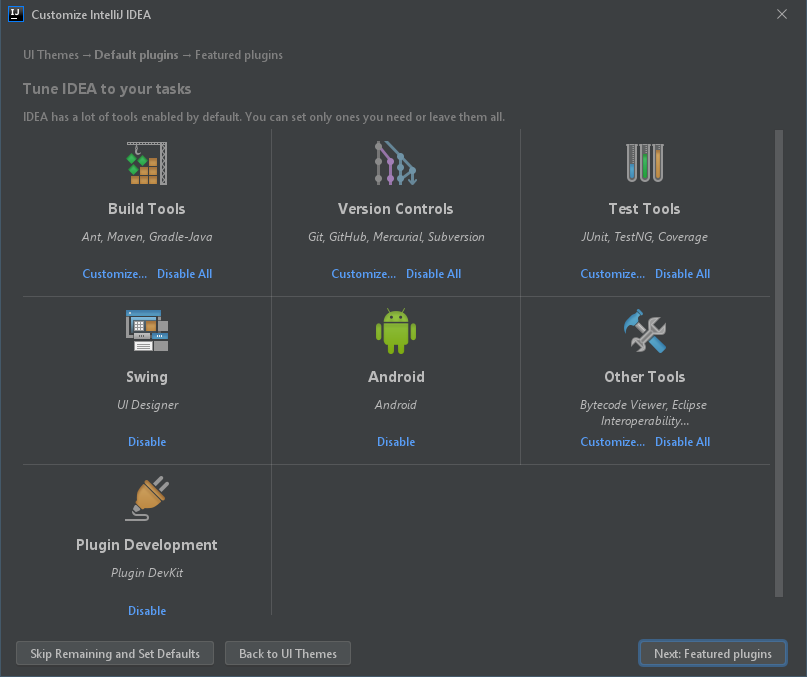 IJ Customize IntelliJ IDEA
UI Themes → Default plugins → Featured plugins
Tune IDEA to your tasks
IDEA has a lot of tools enabled by default. You can set only ones you need or leave them all.
Build Tools
Ant, Maven, Gradle-Java
Customize... Disable All
Version Controls
Git, GitHub, Mercurial, Subversion
Customize... Disable All
Test Tools
JUnit, TestNG, Coverage
Customize... Disable All
Swing
UI Designer
Disable
Android
Android
Disable
Other Tools
Bytecode Viewer, Eclipse
Interoperability...
Customize... Disable All
Plugin Development
Plugin DevKit
Disable
Skip Remaining and Set Defaults
Back to UI Themes
Next: Featured plugins